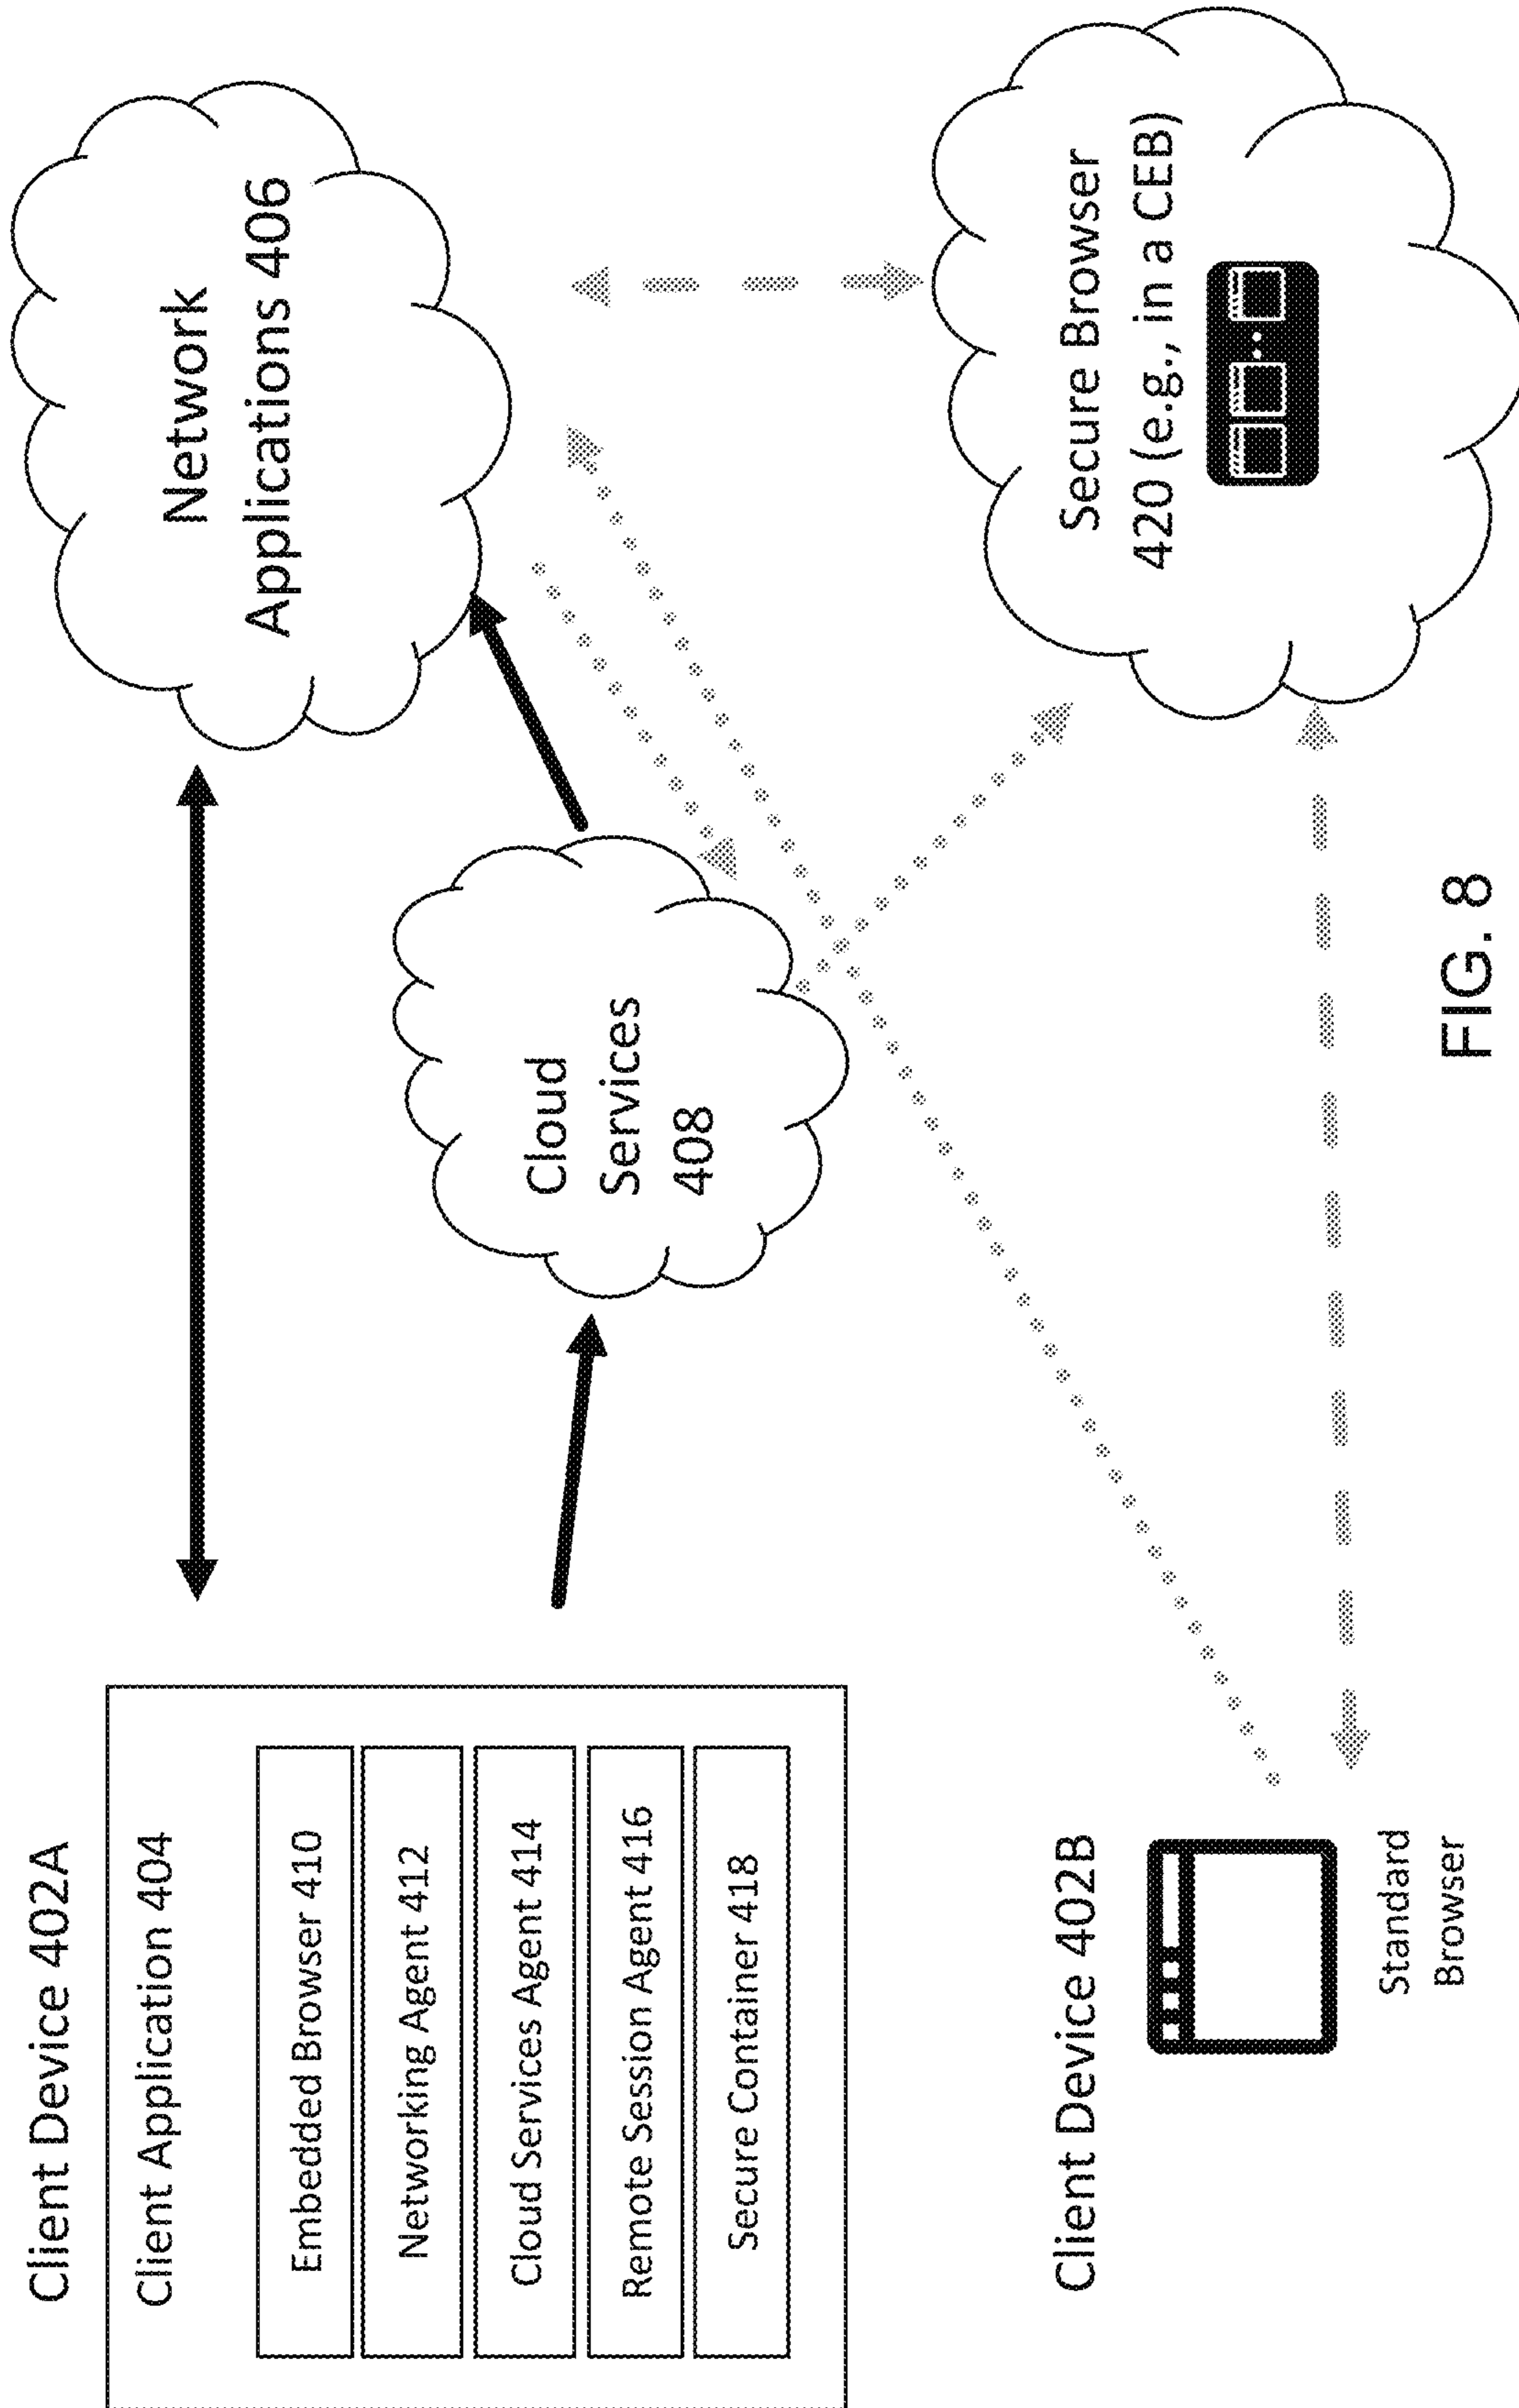 Client Device 402A
Client Application 404
Embedded Browser 410
Networking Agent 412
Cloud Services Agent 414
Remote Session Agent 416
Secure Container 418
Network
Applications 406
Cloud
Services
408
Client Device 402B
Standard
Browser
Secure Browser
420 (e.g., in a CEB)
FIG. 8